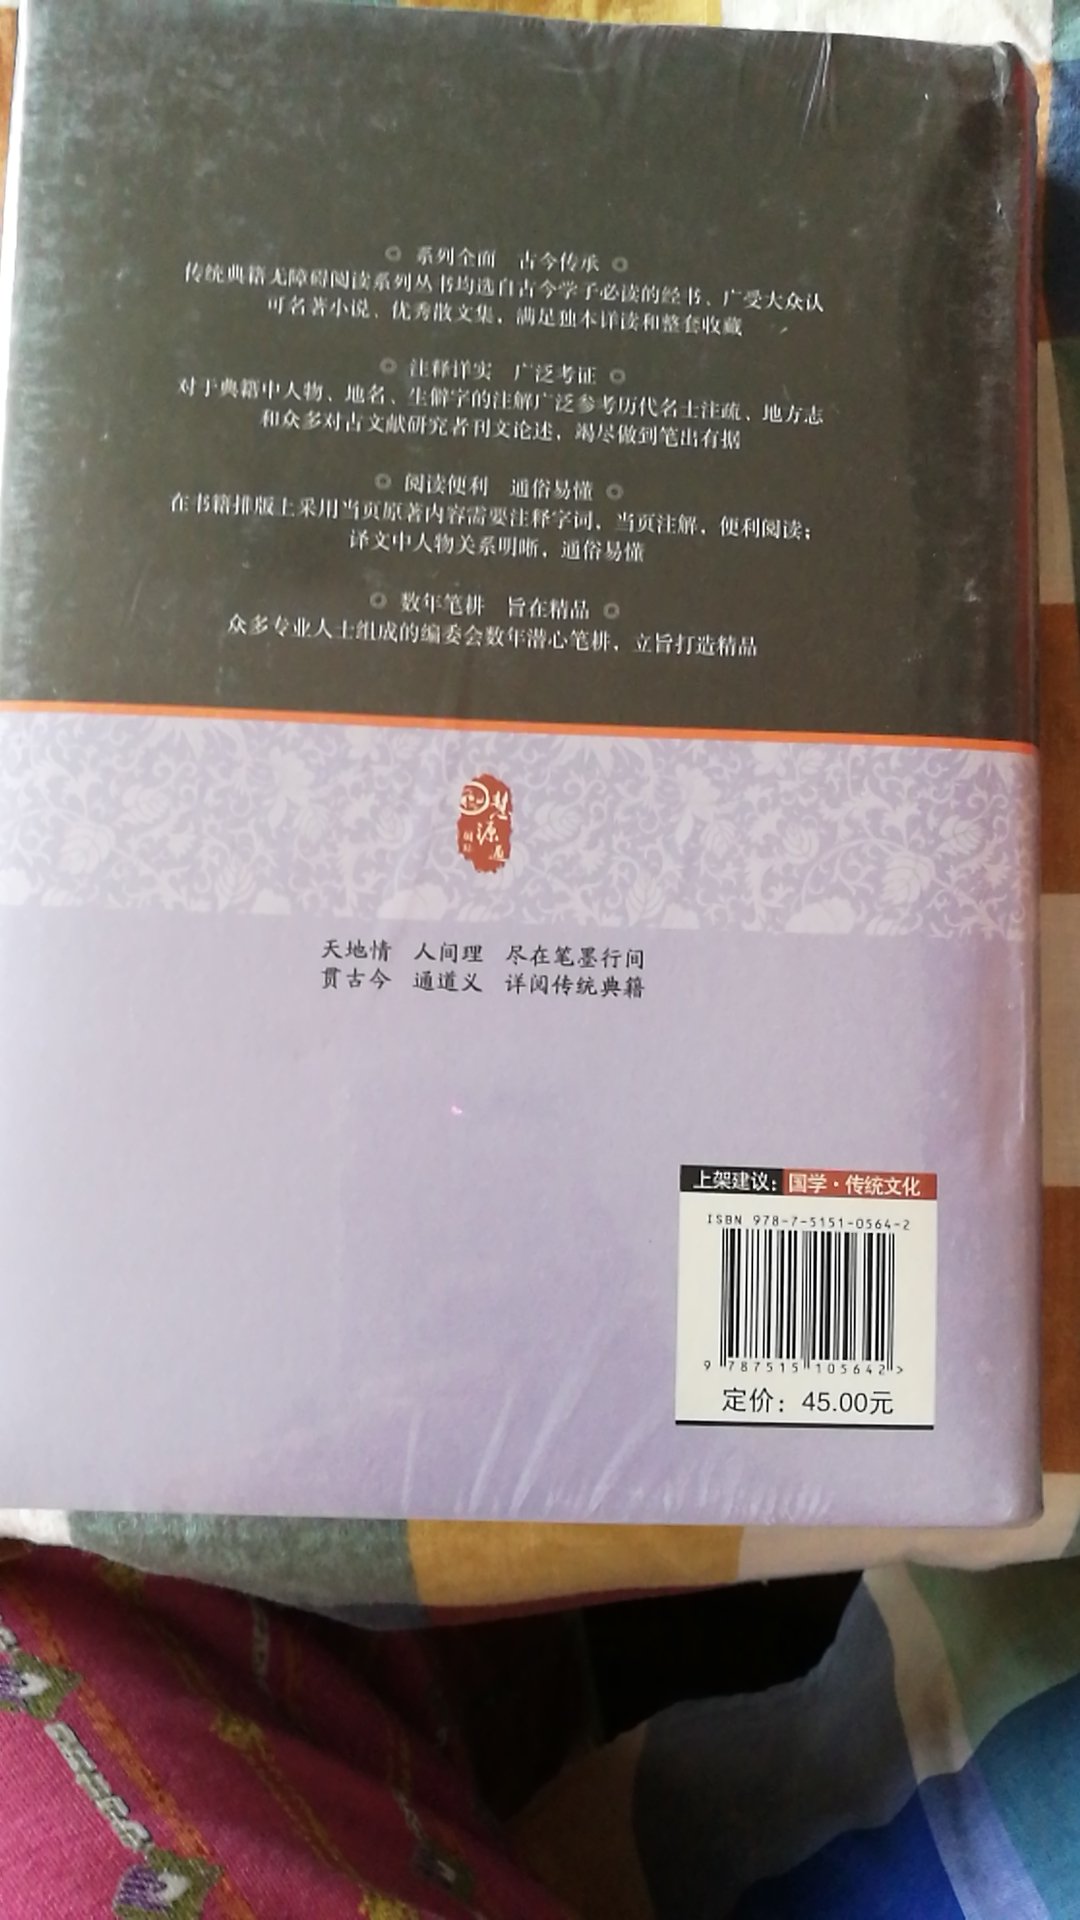 ◎ 系列全面 古今传承 ◎
传统典籍无障碍阅读系列丛书均选自古今学子必读的经书、广受大众认
可名著小说、优秀散文集，满足独本详读和整套收藏
◎ 注释详实 广泛考证 ◎
对于典籍中人物、地名、生僻字的注解广泛参考历代名士注疏、地方志
和众多对古文献研究者刊文论述，竭尽做到笔出有据
◎ 阅读便利 通俗易懂 ◎
在书籍排版上采用当页原著内容需要注释字词，当页注解，便利阅读；
译文中人物关系明晰，通俗易懂
◎ 数年笔耕 旨在精品 ◎
众多专业人士组成的编委会数年潜心笔耕，立旨打造精品
天地情 人间理 尽在笔墨行间
贯古今 通道义 详阅传统典籍
上架建议：国学·传统文化
ISBN 978-7-5151-0564-2
9 787515 105642 >
定价：45.00元